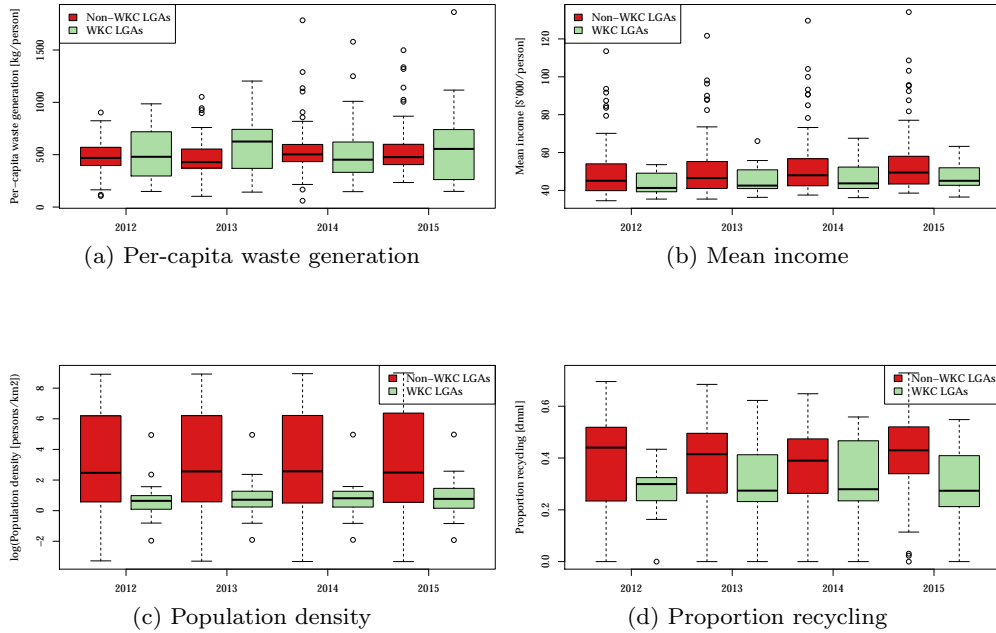 Per−capita waste generation [kg/person]
0 500 1000 1500
Non−WKC LGAs
WKC LGAs
2012 2013 2014 2015
(a) Per-capita waste generation
Mean income [$'000/person]
40 60 80 100 120
Non−WKC LGAs
WKC LGAs
2012 2013 2014 2015
(b) Mean income
log(Population density [persons/km2])
−2 0 2 4 6 8
Non−WKC LGAs
WKC LGAs
2012 2013 2014 2015
(c) Population density
Proportion recycling [dmnl]
0.0 0.2 0.4 0.6
Non−WKC LGAs
WKC LGAs
2012 2013 2014 2015
(d) Proportion recycling